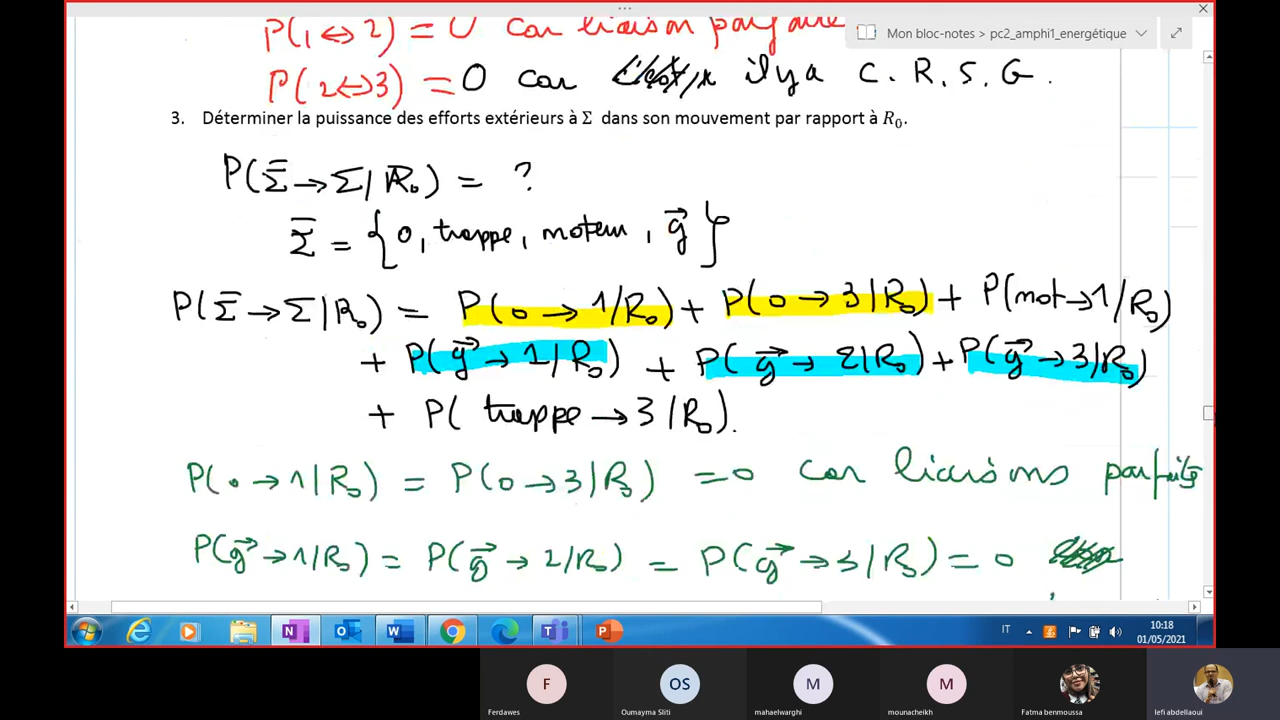 P(1↔2) = 0 car liaison parfaite
Mon bloc-notes > pc2_amphi1_energétique
P(2↔3) = 0 car il y a C. R. S. G.
3. Déterminer la puissance des efforts extérieurs à Σ dans son mouvement par rapport à R₀.
P(Σ̄→Σ/R₀) = ?
Σ̄ = {0, trappe, moteur, g⃗}
P(Σ̄→Σ/R₀) = P(0→1/R₀) + P(0→3/R₀) + P(mot→1/R₀)
+ P(g⃗→1/R₀) + P(g⃗→2/R₀) + P(g⃗→3/R₀)
+ P(trappe→3/R₀).
P(0→1/R₀) = P(0→3/R₀) = 0 car liaisons parfaites
P(g⃗→1/R₀) = P(g⃗→2/R₀) = P(g⃗→3/R₀) = 0
IT
10:18
01/05/2021
F
OS
M
M
Ferdawes
Oumayma Sliti
mahaelwarghi
mounacheikh
Fatma benmoussa
lefi abdellaoui